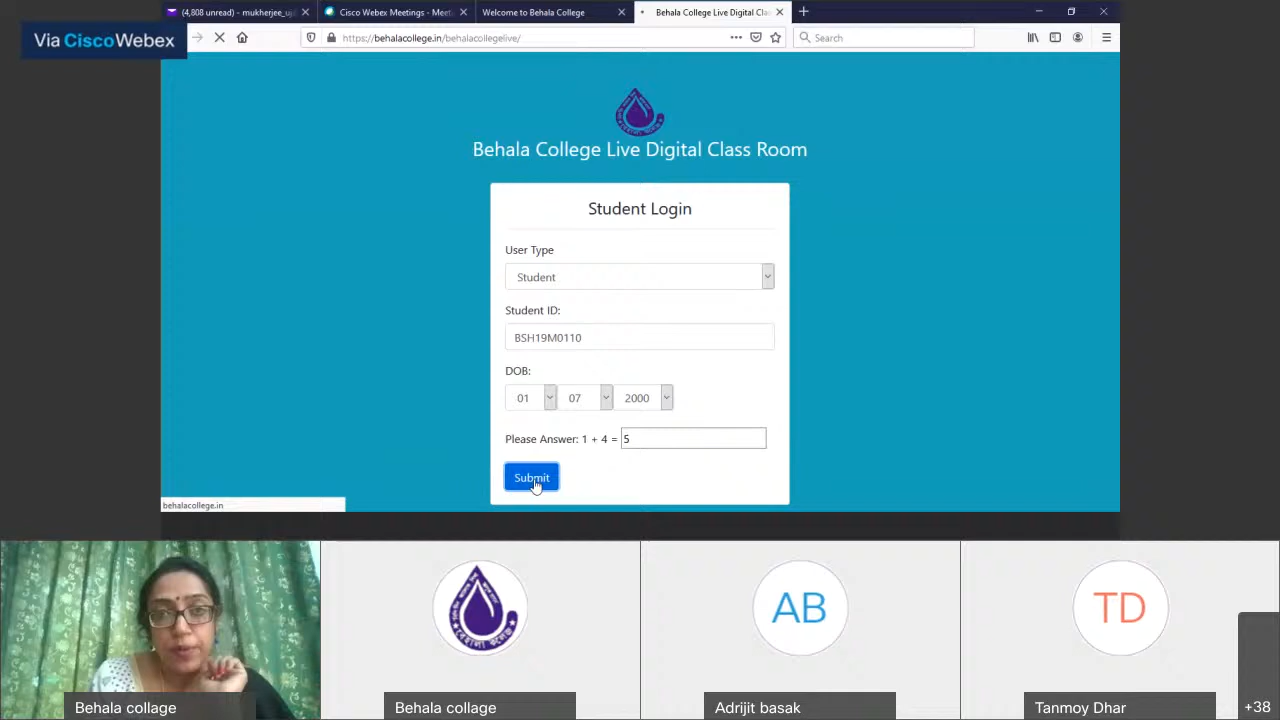 (4,808 unread) - mukherjee_uj
Cisco Webex Meetings - Meet
Welcome to Behala College
Behala College Live Digital Clas
Via CiscoWebex
https://behalacollege.in/behalacollegelive/
Search
Behala College Live Digital Class Room
Student Login
User Type
Student
Student ID:
BSH19M0110
DOB:
01 07 2000
Please Answer: 1 + 4 = 5
Submit
behalacollege.in
AB
TD
Behala collage
Behala collage
Adrijit basak
Tanmoy Dhar
+38